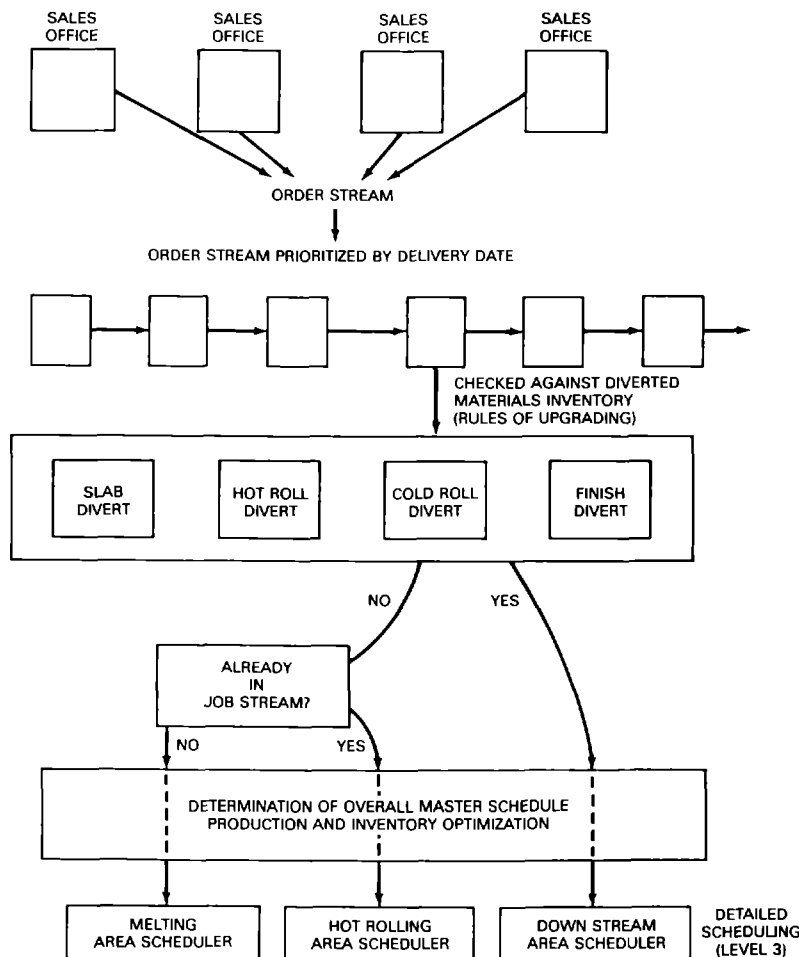 SALES
OFFICE
SALES
OFFICE
SALES
OFFICE
SALES
OFFICE
ORDER STREAM
ORDER STREAM PRIORITIZED BY DELIVERY DATE
CHECKED AGAINST DIVERTED
MATERIALS INVENTORY
(RULES OF UPGRADING)
SLAB
DIVERT
HOT ROLL
DIVERT
COLD ROLL
DIVERT
FINISH
DIVERT
NO
YES
ALREADY
IN
JOB STREAM?
NO
YES
DETERMINATION OF OVERALL MASTER SCHEDULE
PRODUCTION AND INVENTORY OPTIMIZATION
MELTING
AREA SCHEDULER
HOT ROLLING
AREA SCHEDULER
DOWN STREAM
AREA SCHEDULER
DETAILED
SCHEDULING
(LEVEL 3)